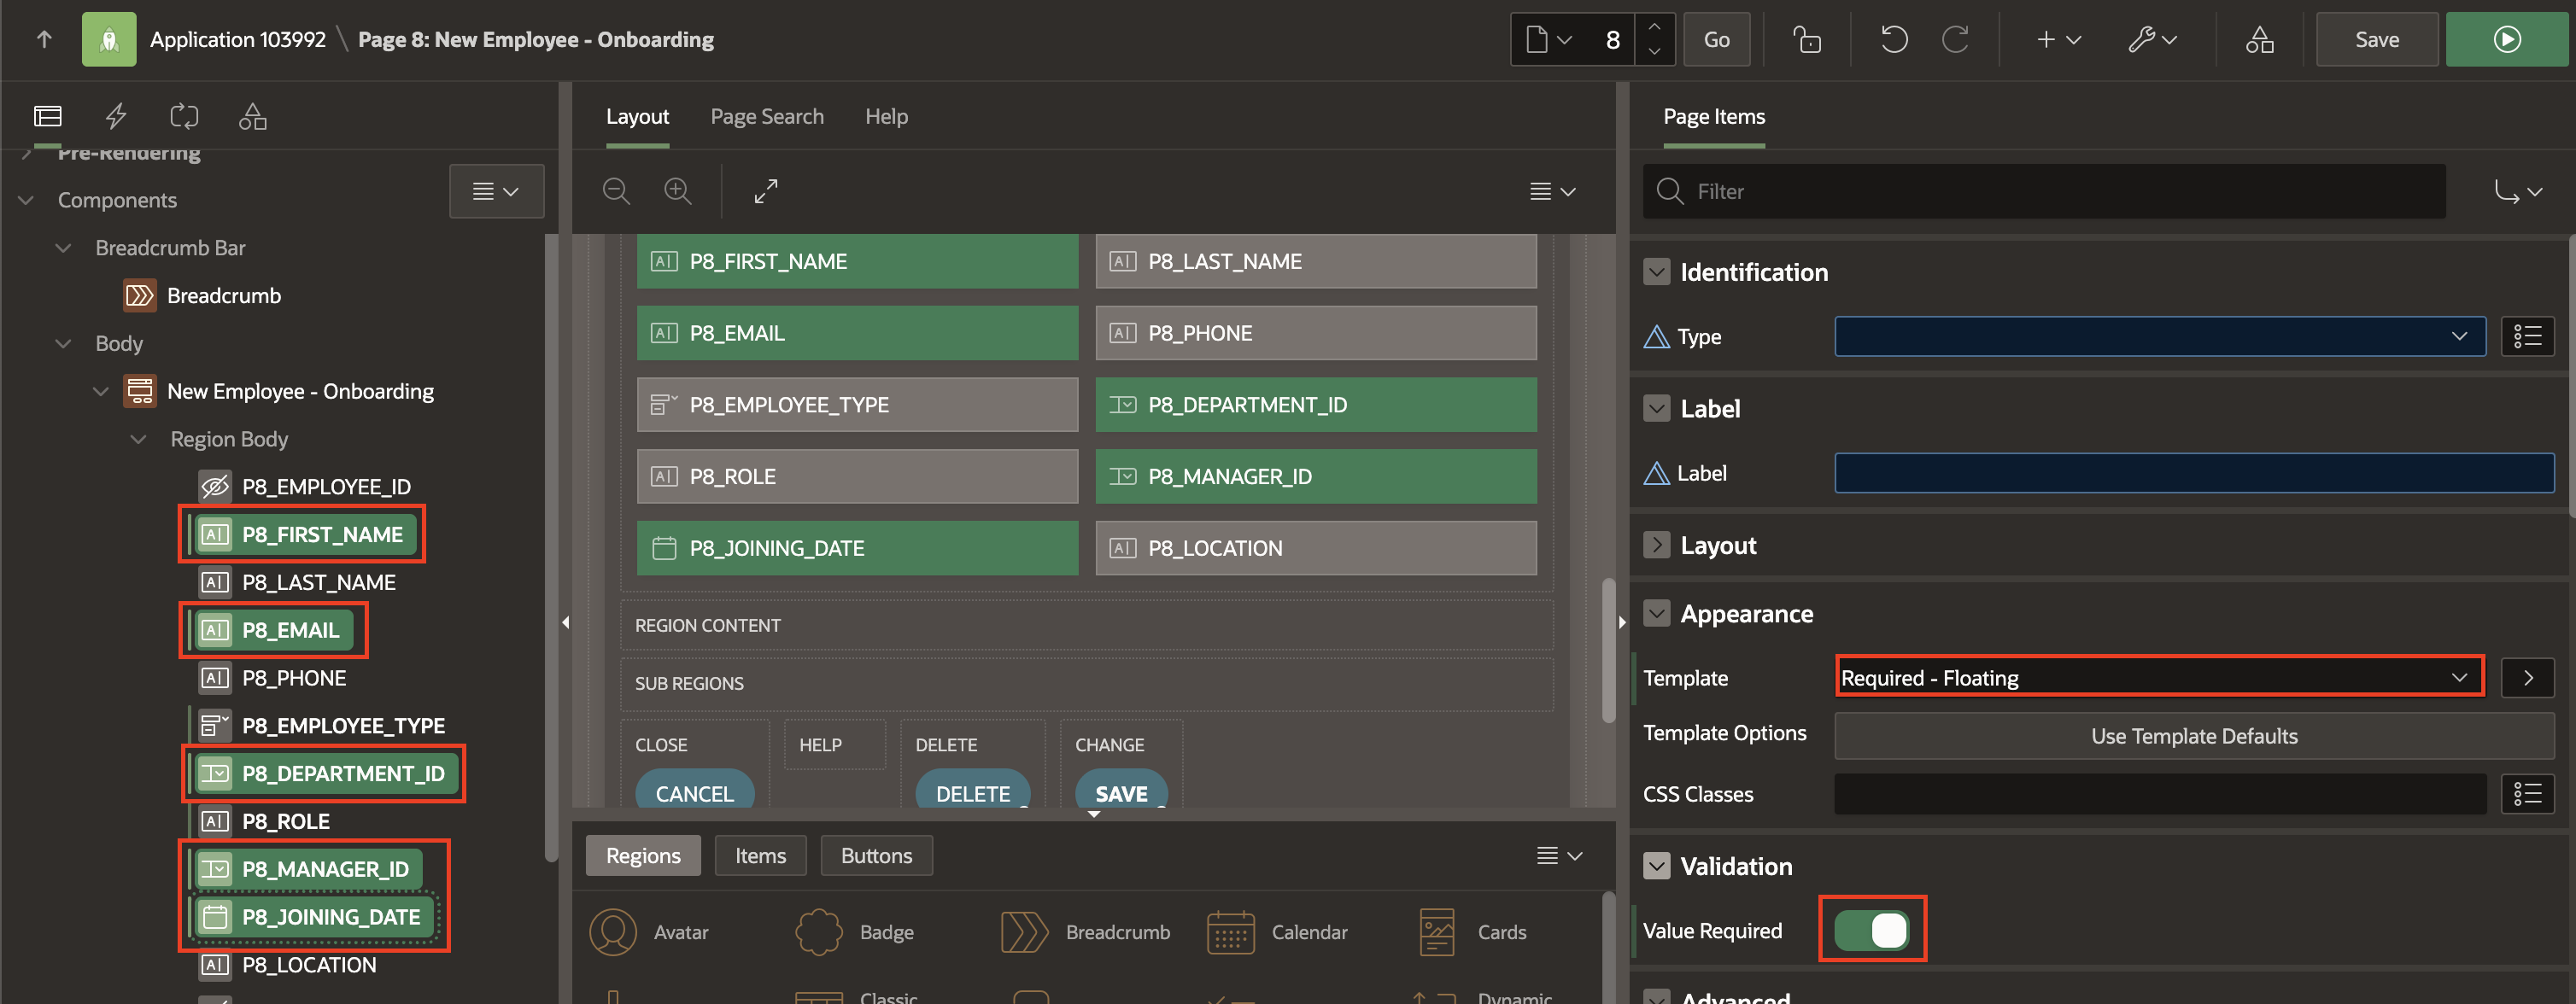 Application 103992 \ Page 8: New Employee - Onboarding
8
Go
Save
Pre-Rendering
Components
Breadcrumb Bar
Breadcrumb
Body
New Employee - Onboarding
Region Body
P8_EMPLOYEE_ID
P8_FIRST_NAME
P8_LAST_NAME
P8_EMAIL
P8_PHONE
P8_EMPLOYEE_TYPE
P8_DEPARTMENT_ID
P8_ROLE
P8_MANAGER_ID
P8_JOINING_DATE
P8_LOCATION
Layout Page Search Help
P8_FIRST_NAME P8_LAST_NAME
P8_EMAIL P8_PHONE
P8_EMPLOYEE_TYPE P8_DEPARTMENT_ID
P8_ROLE P8_MANAGER_ID
P8_JOINING_DATE P8_LOCATION
REGION CONTENT
SUB REGIONS
CLOSE HELP DELETE CHANGE
CANCEL DELETE SAVE
Regions Items Buttons
Avatar Badge Breadcrumb Calendar Cards
Classic Dynamic
Page Items
Filter
Identification
Type
Label
Label
Layout
Appearance
Template Required - Floating
Template Options Use Template Defaults
CSS Classes
Validation
Value Required
Advanced